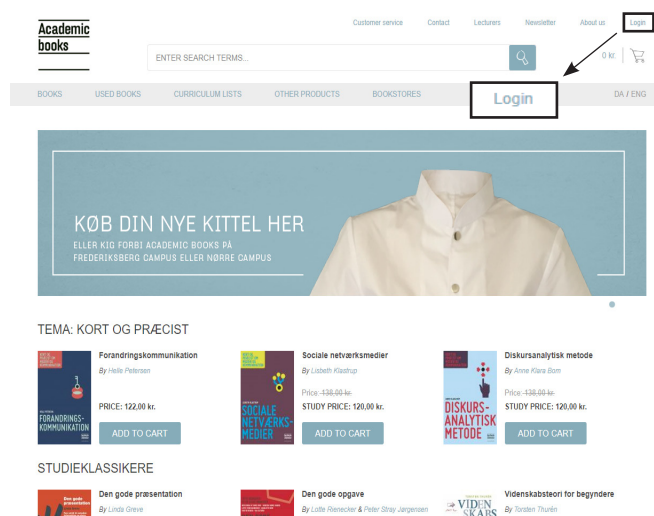 Academic
books
Customer service Contact Lecturers Newsletter About us Login
ENTER SEARCH TERMS...
0 kr.
BOOKS USED BOOKS CURRICULUM LISTS OTHER PRODUCTS BOOKSTORES Login DA / ENG
KØB DIN NYE KITTEL HER
ELLER KIG FORBI ACADEMIC BOOKS PÅ
FREDERIKSBERG CAMPUS ELLER NØRRE CAMPUS
TEMA: KORT OG PRÆCIST
FORANDRINGS-
KOMMUNIKATION
Forandringskommunikation
By Helle Petersen
PRICE: 122,00 kr.
ADD TO CART
SOCIALE
NETVÆRKS-
MEDIER
Sociale netværksmedier
By Lisbeth Klastrup
Price: 138,00 kr.
STUDY PRICE: 120,00 kr.
ADD TO CART
DISKURS-
ANALYTISK
METODE
Diskursanalytisk metode
By Anne Klara Bom
Price: 138,00 kr.
STUDY PRICE: 120,00 kr.
ADD TO CART
STUDIEKLASSIKERE
Den gode
præsentation
Den gode præsentation
By Linda Greve
Den gode opgave
By Lotte Rienecker & Peter Stray Jørgensen
VIDEN
SKABS
Videnskabsteori for begyndere
By Torsten Thurén